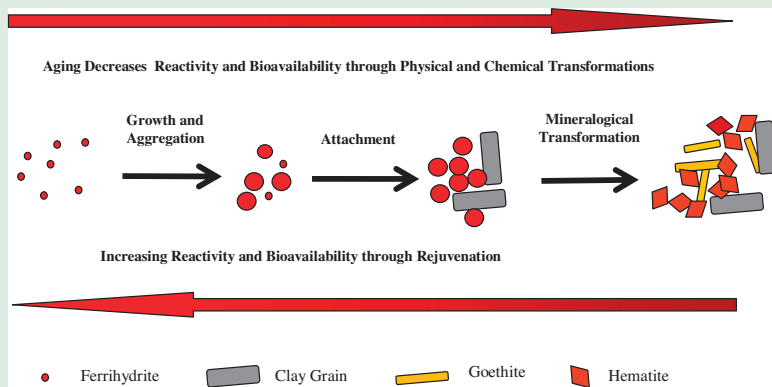 Aging Decreases Reactivity and Bioavailability through Physical and Chemical Transformations
Growth and
Aggregation
Attachment
Mineralogical
Transformation
Increasing Reactivity and Bioavailability through Rejuvenation
Ferrihydrite
Clay Grain
Goethite
Hematite